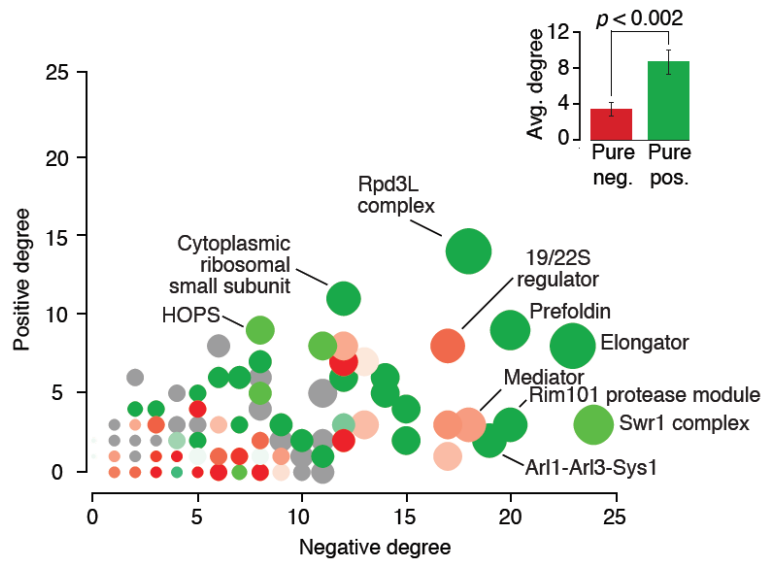 p < 0.002
12
8
4
0
Avg. degree
Pure
neg.
Pure
pos.
25
20
15
10
5
0
Positive degree
Rpd3L
complex
Cytoplasmic
ribosomal
small subunit
HOPS
19/22S
regulator
Prefoldin
Elongator
Mediator
Rim101 protease module
Swr1 complex
Arl1-Arl3-Sys1
0
5
10
15
20
25
Negative degree